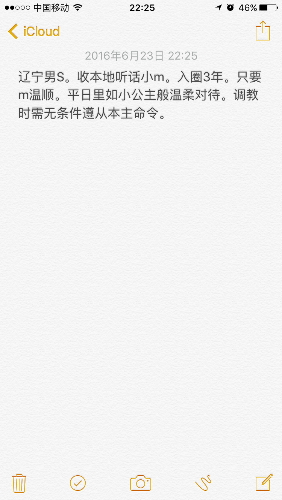 中国移动
22:25
46%
iCloud
2016年6月23日 22:25
辽宁男S。收本地听话小m。入圈3年。只要
m温顺。平日里如小公主般温柔对待。调教
时需无条件遵从本主命令。